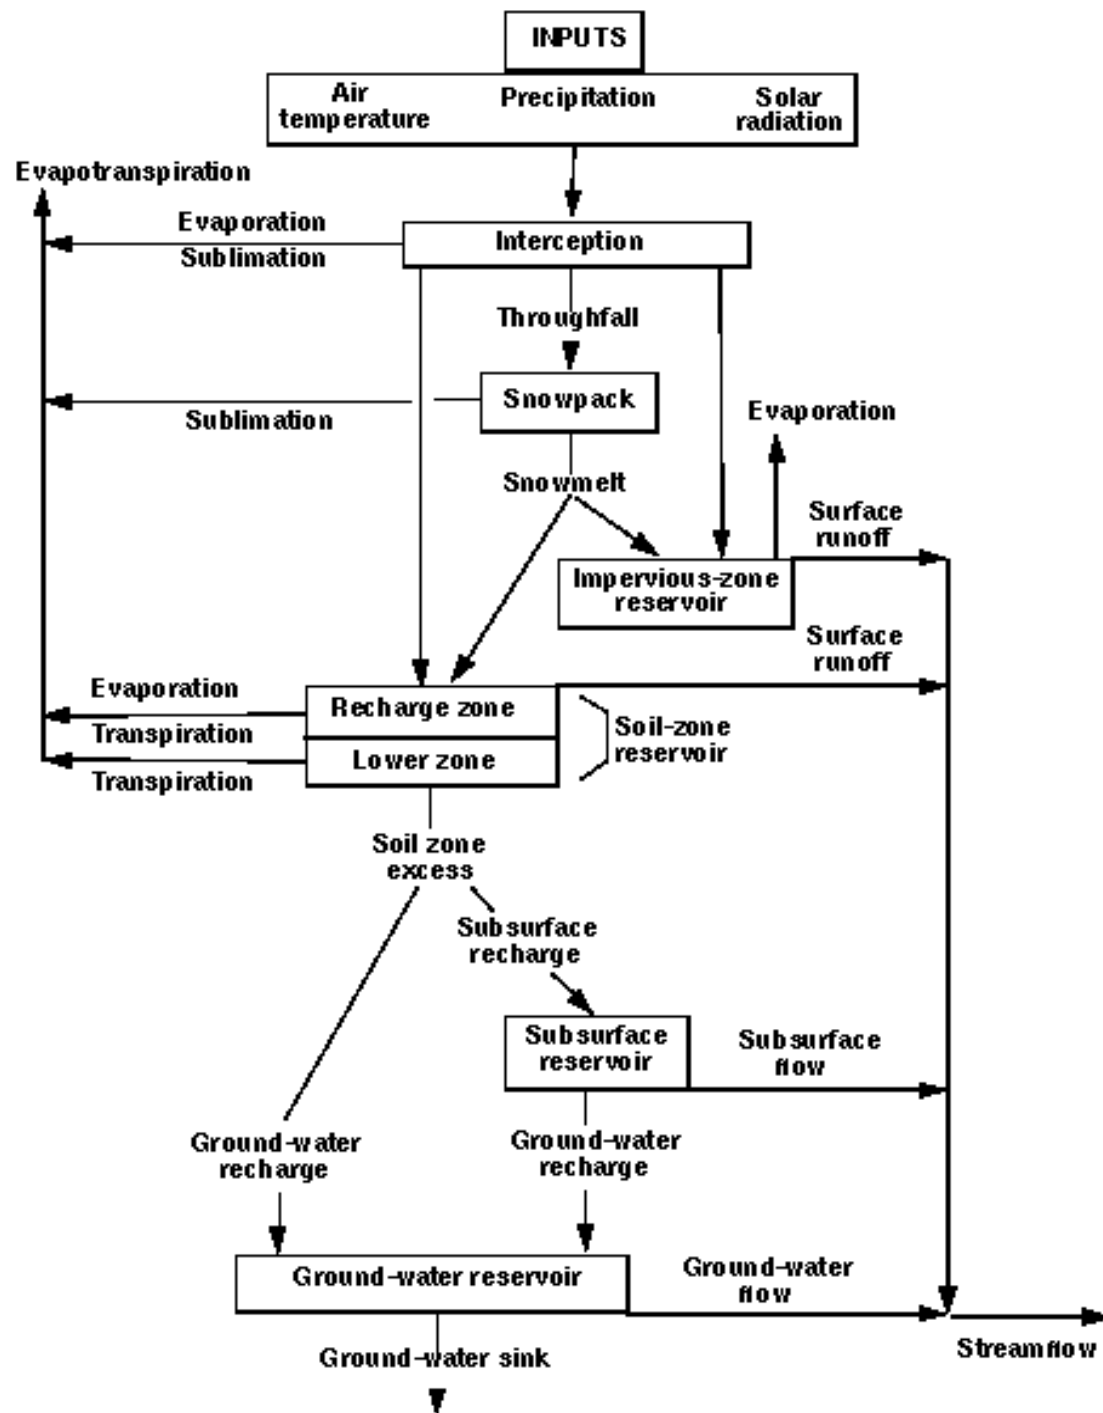 INPUTS
Air
temperature
Precipitation
Solar
radiation
Evapotranspiration
Evaporation
Sublimation
Interception
Throughfall
Snowpack
Sublimation
Evaporation
Snowmelt
Surface
runoff
Impervious-zone
reservoir
Surface
runoff
Evaporation
Transpiration
Recharge zone
Soil-zone
reservoir
Lower zone
Transpiration
Soil zone
excess
Subsurface
recharge
Subsurface
reservoir
Subsurface
flow
Ground-water
recharge
Ground-water
recharge
Ground-water reservoir
Ground-water
flow
Ground-water sink
Streamflow